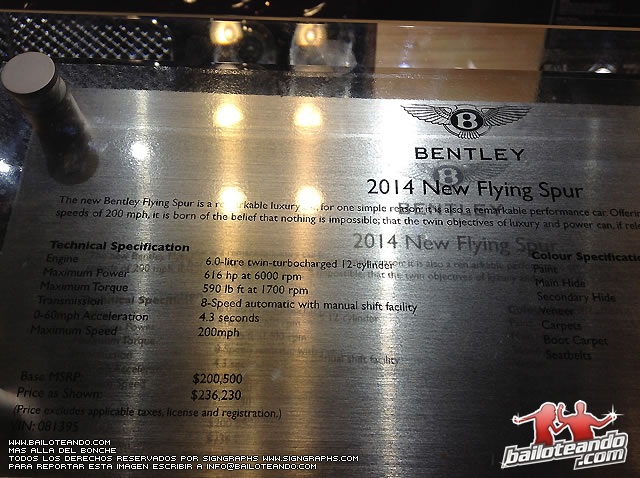 B
BENTLEY
2014 New Flying Spur
The new Bentley Flying Spur is a remarkable luxury for one simple reason: it is also a remarkable performance car. Offer
speeds of 200 mph, it is born of the belief that nothing is impossible; that the twin objectives of luxury and power can, if
Technical Specification
Engine 6.0-litre twin-turbocharged 12-cylinder
Maximum Power 616 hp at 6000 rpm
Maximum Torque 590 lb ft at 1700 rpm
Transmission 8-Speed automatic with manual shift facility
0-60mph Acceleration 4.3 seconds
Maximum Speed 200mph
Colour Specificatio
Paint
Main Hide
Secondary Hide
Veneer
Carpets
Boot Carpet
Seatbelts
Base MSRP: $200,500
Price as Shown: $236,230
(Price excludes applicable taxes, license and registration.)
VIN: 081395
WWW.BAILOTEANDO.COM
MAS ALLA DEL BONCHE
TODOS LOS DERECHOS RESERVADOS POR SIGNGRAPHS WWW.SIGNGRAPHS.COM
PARA REPORTAR ESTA IMAGEN ESCRIBIR A INFO@BAILOTEANDO.COM
bailoteando.com